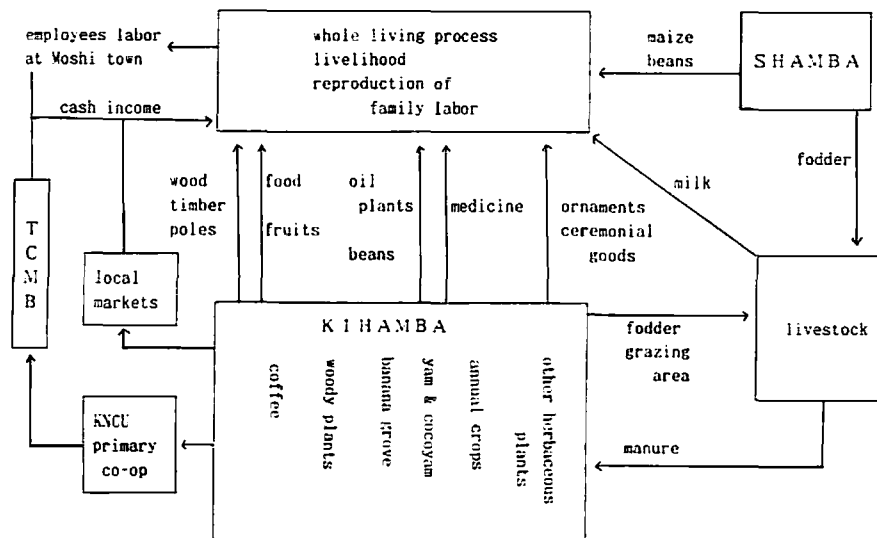 employees labor
at Moshi town
whole living process
livelihood
reproduction of
family labor
maize
beans
SHAMBA
cash income
fodder
wood
timber
poles
food
fruits
oil
plants
beans
medicine
ornaments
ceremonial
goods
milk
TCMB
local
markets
KIHAMBA
coffee
woody plants
banana grove
yam & cocoyam
annual crops
other herbaceous
plants
fodder
grazing
area
livestock
KNCU
primary
co-op
manure